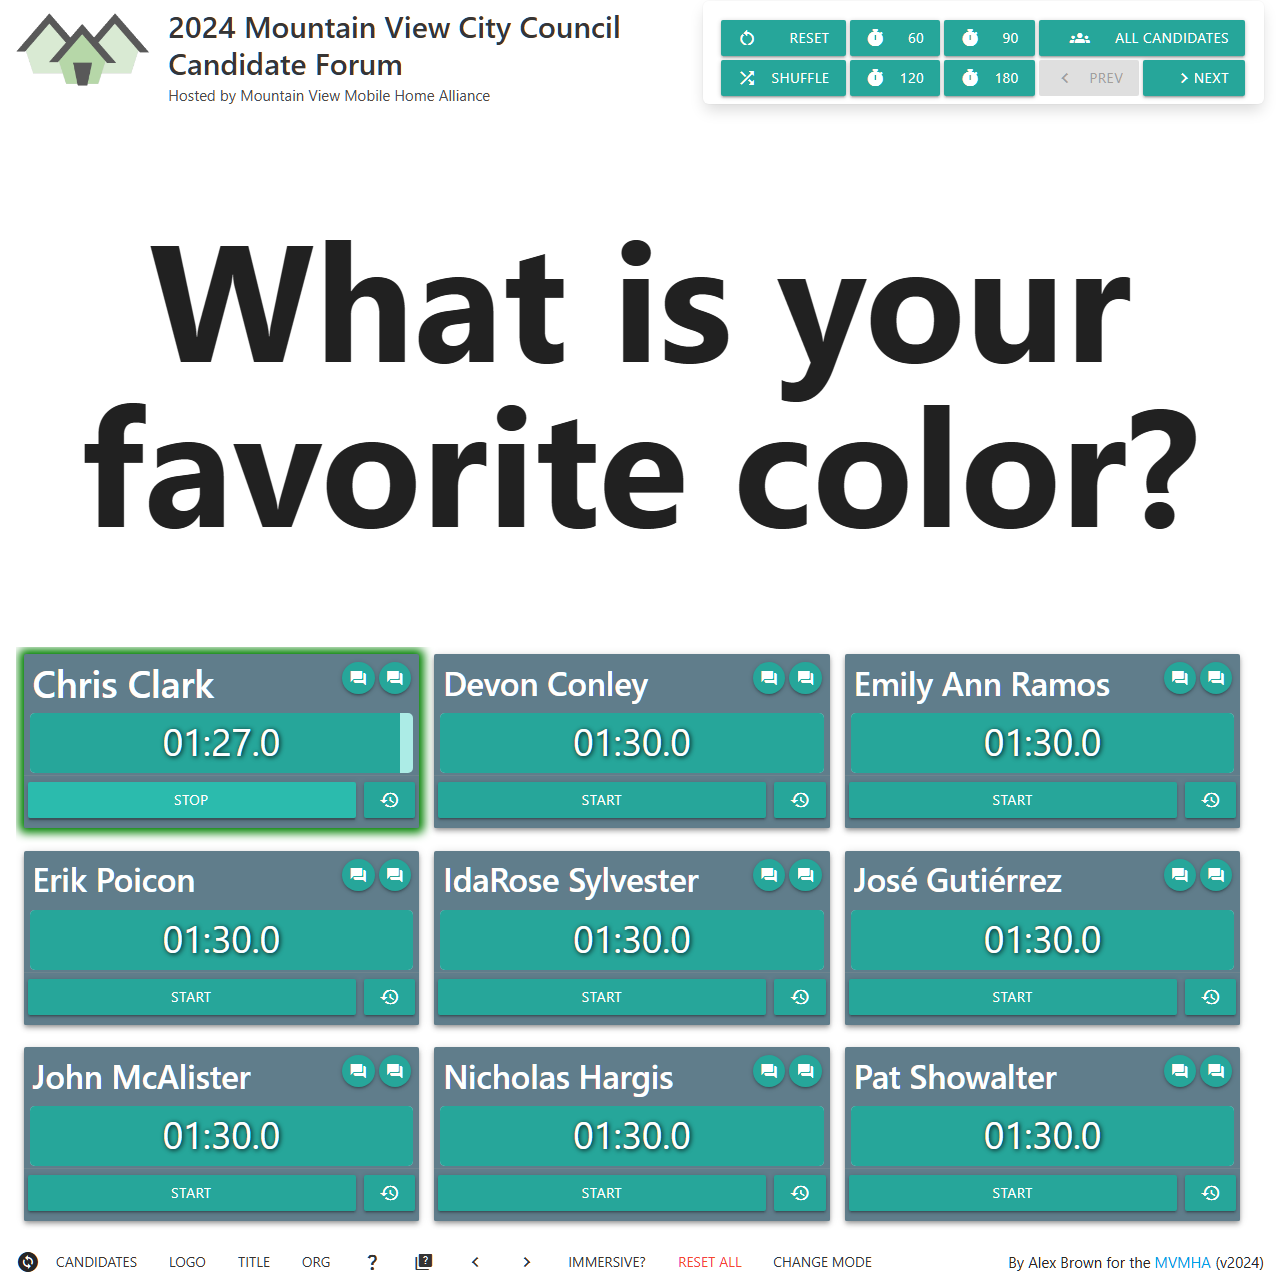 2024 Mountain View City Council
Candidate Forum
Hosted by Mountain View Mobile Home Alliance
RESET 60 90 ALL CANDIDATES
SHUFFLE 120 180 PREV NEXT
What is your
favorite color?
Chris Clark
01:27.0
STOP
Devon Conley
01:30.0
START
Emily Ann Ramos
01:30.0
START
Erik Poicon
01:30.0
START
IdaRose Sylvester
01:30.0
START
José Gutiérrez
01:30.0
START
John McAlister
01:30.0
START
Nicholas Hargis
01:30.0
START
Pat Showalter
01:30.0
START
CANDIDATES LOGO TITLE ORG ? IMMERSIVE? RESET ALL CHANGE MODE By Alex Brown for the MVMHA (v2024)